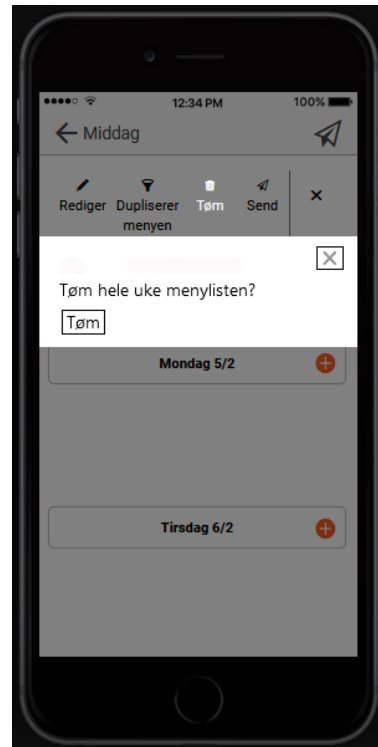 12:34 PM
100%
Middag
Rediger Dupliserer Tøm Send
menyen
Tøm hele uke menylisten?
Tøm
Mondag 5/2
Tirsdag 6/2